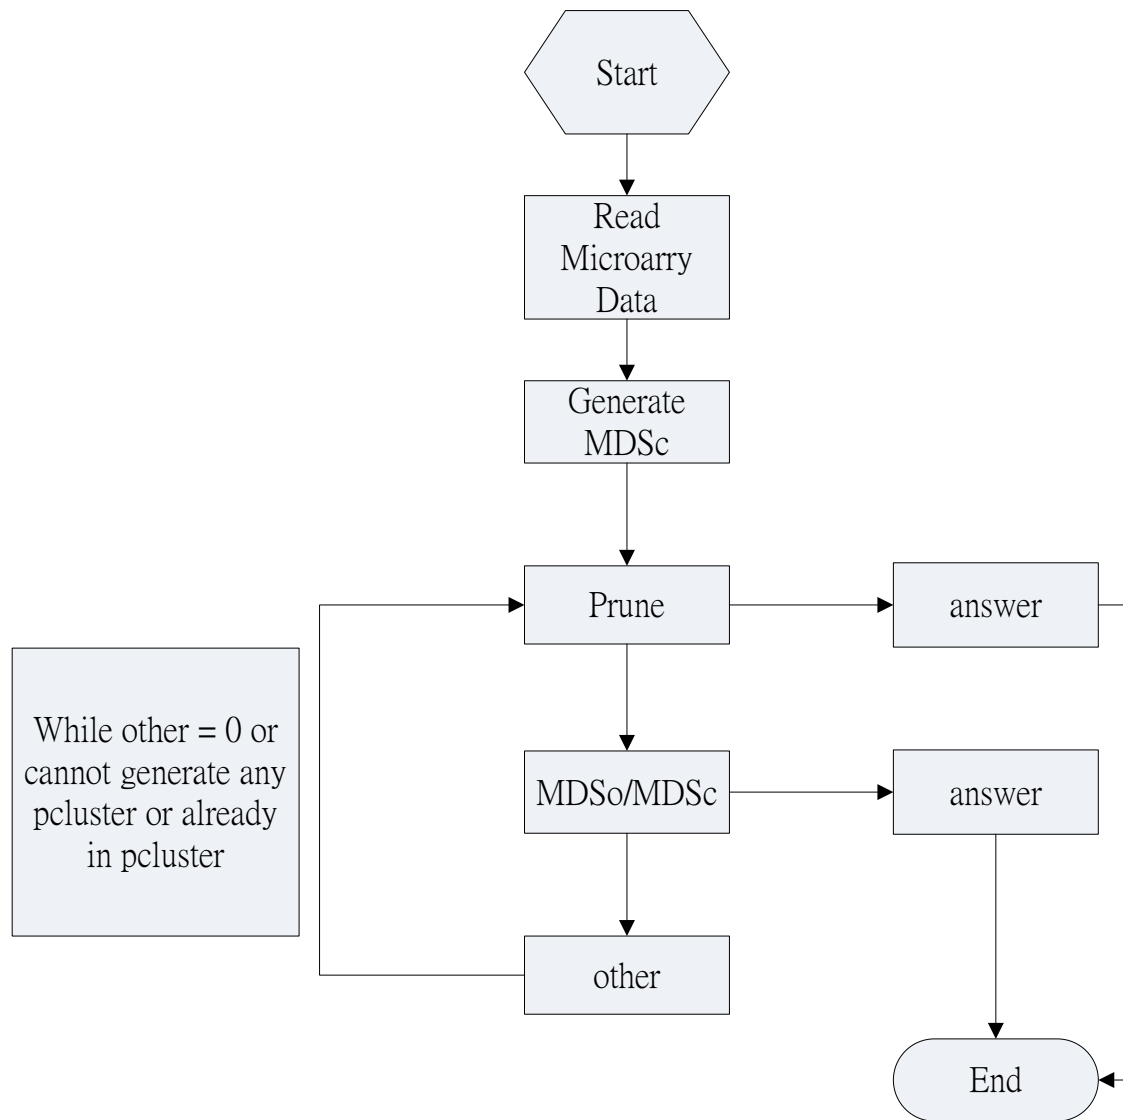 Start
Read
Microarry
Data
Generate
MDSc
Prune
answer
While other = 0 or
cannot generate any
pcluster or already
in pcluster
MDSo/MDSc
answer
other
End